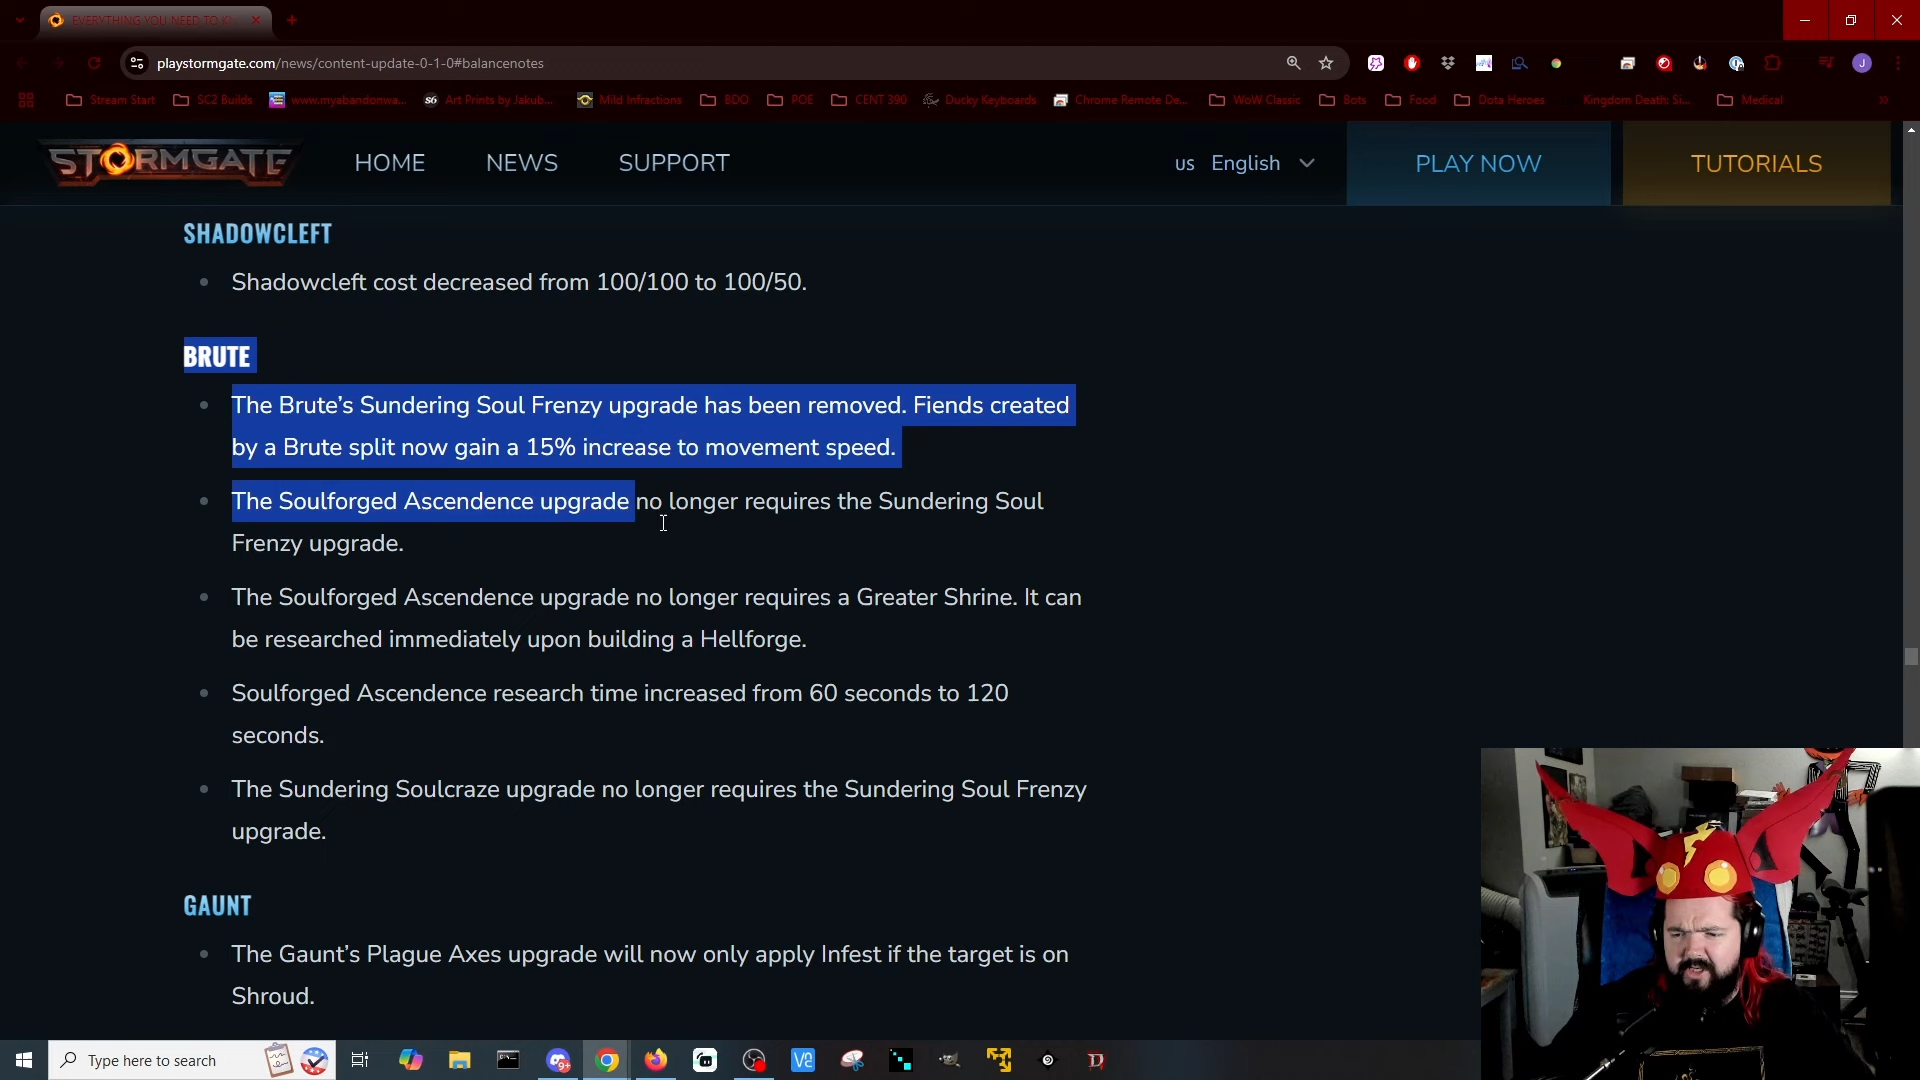 EVERYTHING YOU NEED TO K
playstormgate.com/news/content-update-0-1-0#balancenotes
J
Stream Start
SC2 Builds
www.myabandonwa...
Art Prints by Jakub...
Mild Infractions
BDO
POE
CENT 390
Ducky Keyboards
Chrome Remote De...
WoW Classic
Bots
Food
Dota Heroes
Kingdom Death: Si...
Medical
STORMGATE
HOME
NEWS
SUPPORT
us English
PLAY NOW
TUTORIALS
SHADOWCLEFT
Shadowcleft cost decreased from 100/100 to 100/50.
BRUTE
The Brute’s Sundering Soul Frenzy upgrade has been removed. Fiends created
by a Brute split now gain a 15% increase to movement speed.
The Soulforged Ascendence upgrade no longer requires the Sundering Soul
Frenzy upgrade.
The Soulforged Ascendence upgrade no longer requires a Greater Shrine. It can
be researched immediately upon building a Hellforge.
Soulforged Ascendence research time increased from 60 seconds to 120
seconds.
The Sundering Soulcraze upgrade no longer requires the Sundering Soul Frenzy
upgrade.
GAUNT
The Gaunt’s Plague Axes upgrade will now only apply Infest if the target is on
Shroud.
Type here to search